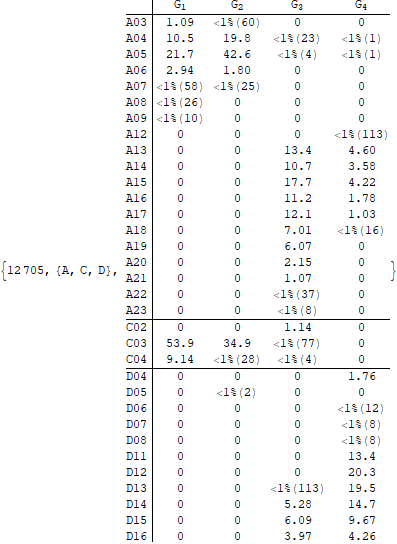 G1 G2 G3 G4
A03 1.09 <1%(60) 0 0
A04 10.5 19.8 <1%(23) <1%(1)
A05 21.7 42.6 <1%(4) <1%(1)
A06 2.94 1.80 0 0
A07 <1%(58) <1%(25) 0 0
A08 <1%(26) 0 0 0
A09 <1%(10) 0 0 0
A12 0 0 0 <1%(113)
A13 0 0 13.4 4.60
A14 0 0 10.7 3.58
A15 0 0 17.7 4.22
A16 0 0 11.2 1.78
A17 0 0 12.1 1.03
A18 0 0 7.01 <1%(16)
A19 0 0 6.07 0
A20 0 0 2.15 0
{12705, {A, C, D}, A21 0 0 1.07 0 }
A22 0 0 <1%(37) 0
A23 0 0 <1%(8) 0
C02 0 0 1.14 0
C03 53.9 34.9 <1%(77) 0
C04 9.14 <1%(28) <1%(4) 0
D04 0 0 0 1.76
D05 0 <1%(2) 0 0
D06 0 0 0 <1%(12)
D07 0 0 0 <1%(8)
D08 0 0 0 <1%(8)
D11 0 0 0 13.4
D12 0 0 0 20.3
D13 0 0 <1%(113) 19.5
D14 0 0 5.28 14.7
D15 0 0 6.09 9.67
D16 0 0 3.97 4.26